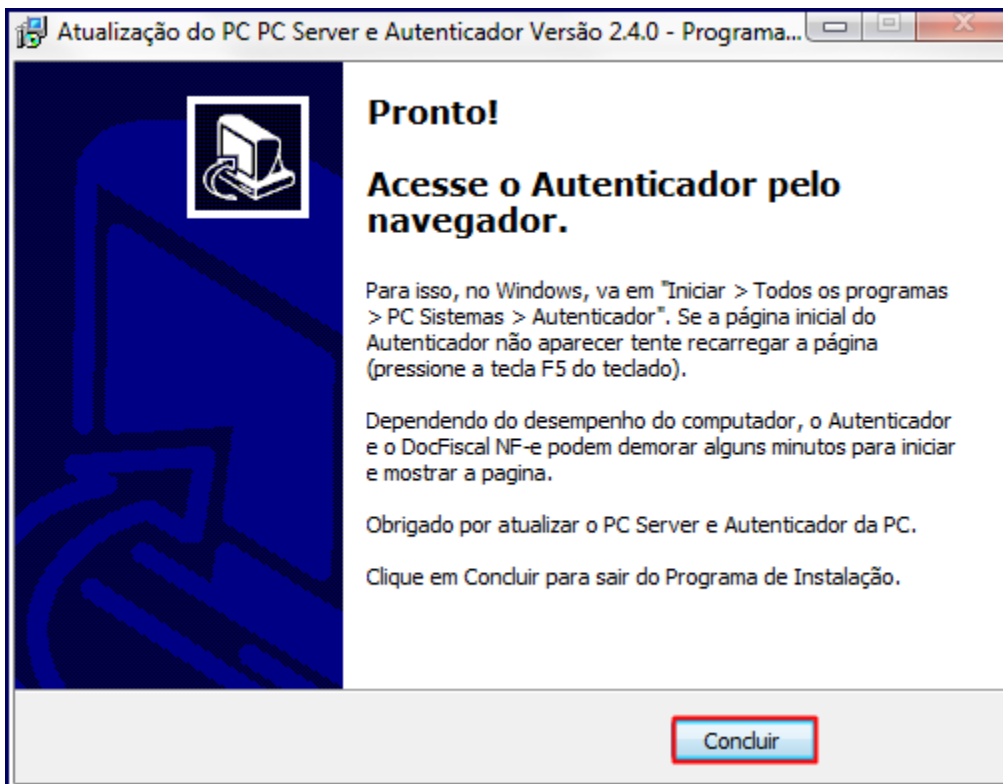 Atualização do PC PC Server e Autenticador Versão 2.4.0 - Programa...
Pronto!
Acesse o Autenticador pelo
navegador.
Para isso, no Windows, va em "Iniciar > Todos os programas
> PC Sistemas > Autenticador". Se a página inicial do
Autenticador não aparecer tente recarregar a página
(pressione a tecla F5 do teclado).
Dependendo do desempenho do computador, o Autenticador
e o DocFiscal NF-e podem demorar alguns minutos para iniciar
e mostrar a pagina.
Obrigado por atualizar o PC Server e Autenticador da PC.
Clique em Concluir para sair do Programa de Instalação.
Concluir